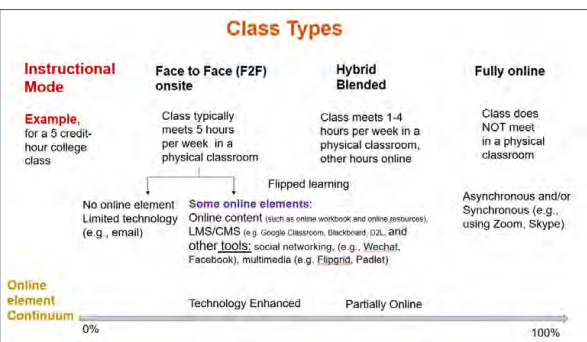 Class Types
Instructional
Mode
Face to Face (F2F)
onsite
Hybrid
Blended
Fully online
Example,
for a 5 credit-
hour college
class
Class typically
meets 5 hours
per week in a
physical classroom
Class meets 1-4
hours per week in a
physical classroom,
other hours online
Class does
NOT meet
in a physical
classroom
Flipped learning
No online element
Limited technology
(e.g., email)
Some online elements:
Online content (such as online workbook and online resources),
LMS/CMS (e.g. Google Classroom, Blackboard, D2L, and
other tools: social networking, (e.g., Wechat,
Facebook), multimedia (e.g. Flipgrid, Padlet)
Asynchronous and/or
Synchronous (e.g.,
using Zoom, Skype)
Online
element
Continuum
Technology Enhanced
Partially Online
0%
100%